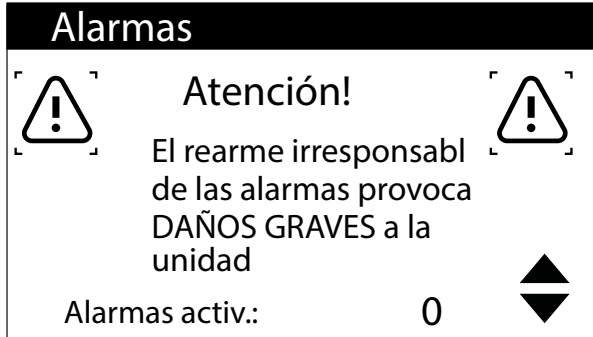 Alarmas
Atención!
El rearme irresponsabl
de las alarmas provoca
DAÑOS GRAVES a la
unidad
Alarmas activ.: 0